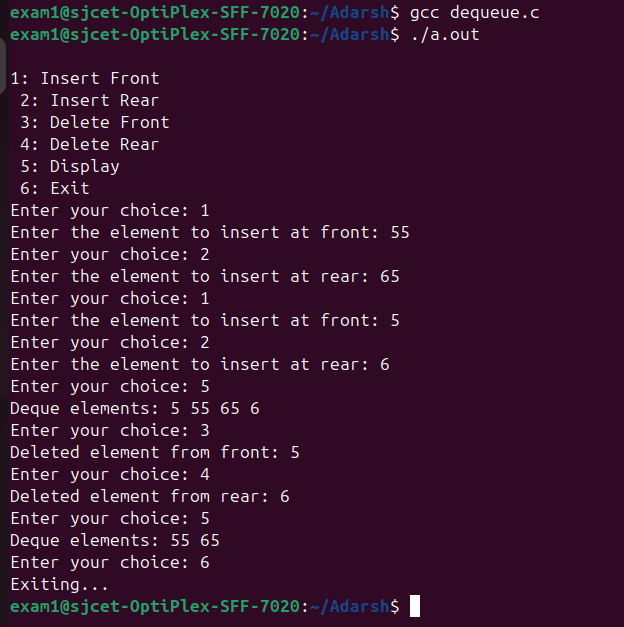 exam1@sjcet-OptiPlex-SFF-7020:~/Adarsh$ gcc dequeue.c
exam1@sjcet-OptiPlex-SFF-7020:~/Adarsh$ ./a.out

1: Insert Front
 2: Insert Rear
 3: Delete Front
 4: Delete Rear
 5: Display
 6: Exit
Enter your choice: 1
Enter the element to insert at front: 55
Enter your choice: 2
Enter the element to insert at rear: 65
Enter your choice: 1
Enter the element to insert at front: 5
Enter your choice: 2
Enter the element to insert at rear: 6
Enter your choice: 5
Deque elements: 5 55 65 6
Enter your choice: 3
Deleted element from front: 5
Enter your choice: 4
Deleted element from rear: 6
Enter your choice: 5
Deque elements: 55 65
Enter your choice: 6
Exiting...
exam1@sjcet-OptiPlex-SFF-7020:~/Adarsh$